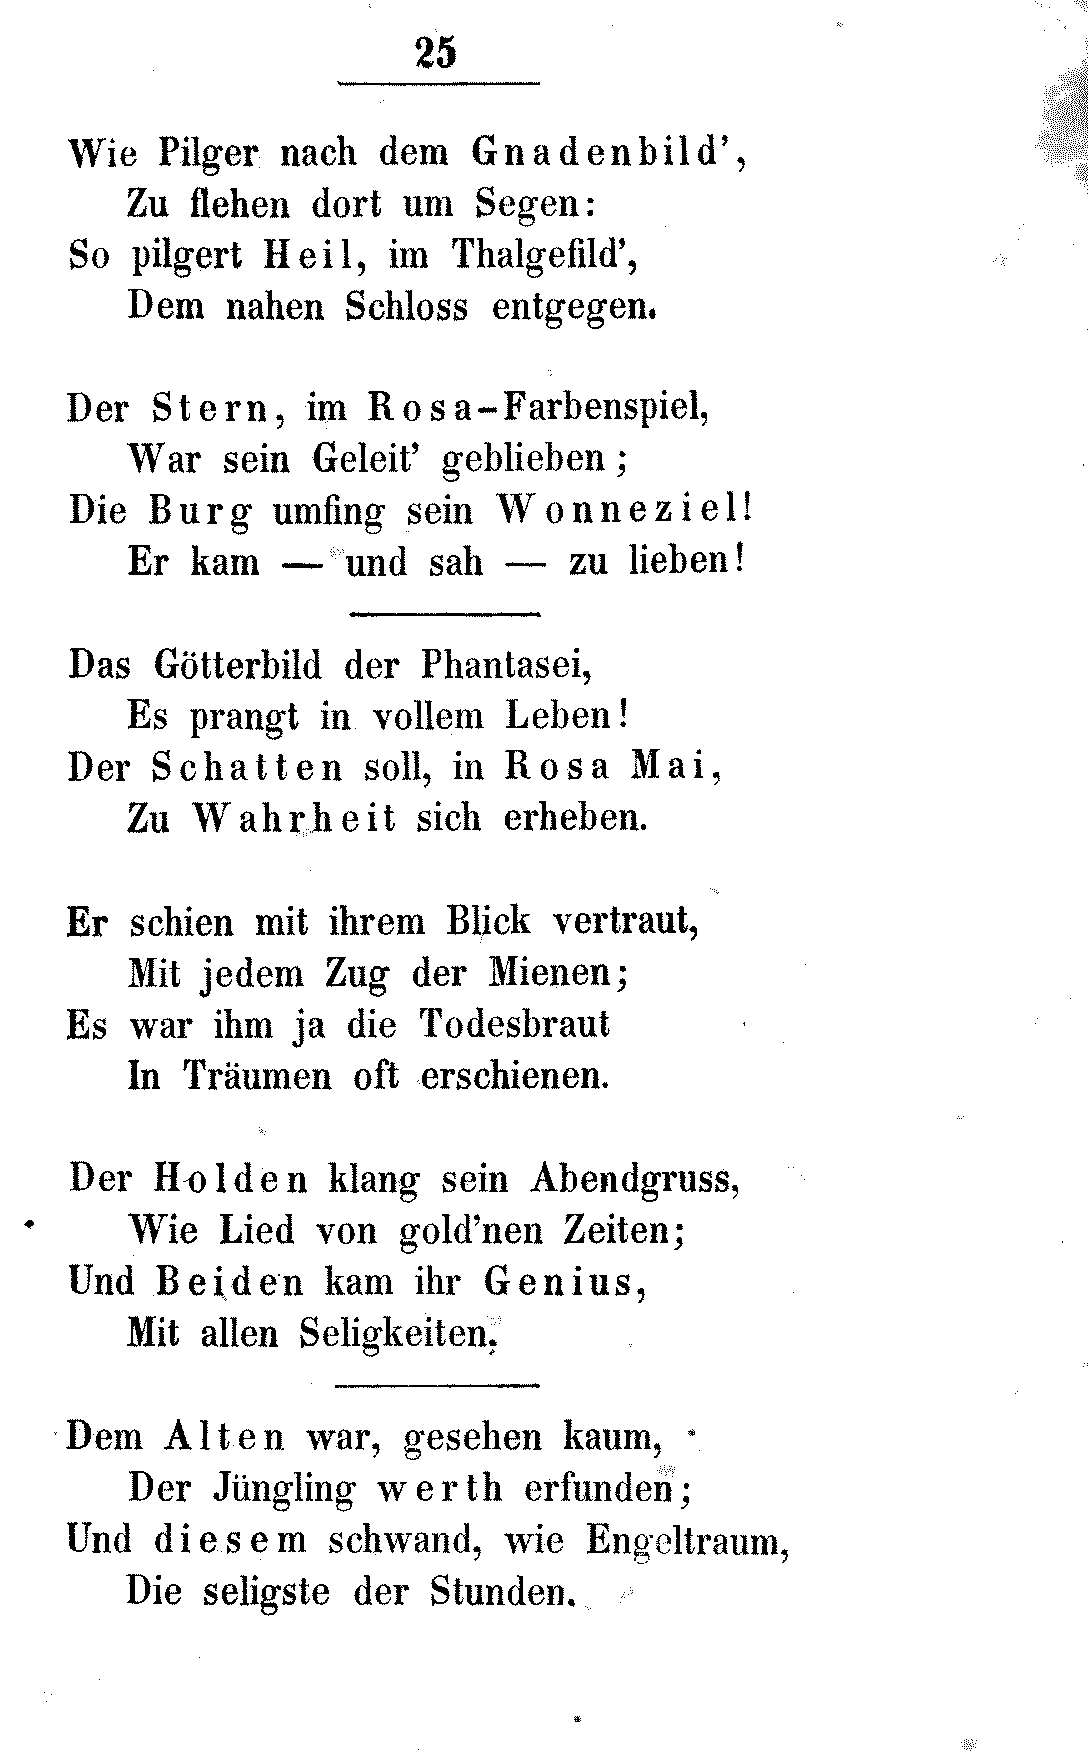 25
Wie Pilger nach dem Gnadenbild',
Zu flehen dort um Segen:
So pilgert Heil, im Thalgefild',
Dem nahen Schloss entgegen.
Der Stern, im Rosa-Farbenspiel,
War sein Geleit' geblieben;
Die Burg umfing sein Wonneziel!
Er kam — und sah — zu lieben!
Das Götterbild der Phantasei,
Es prangt in vollem Leben!
Der Schatten soll, in Rosa Mai,
Zu Wahrheit sich erheben.
Er schien mit ihrem Blick vertraut,
Mit jedem Zug der Mienen;
Es war ihm ja die Todesbraut
In Träumen oft erschienen.
Der Holden klang sein Abendgruss,
Wie Lied von gold'nen Zeiten;
Und Beiden kam ihr Genius,
Mit allen Seligkeiten.
Dem Alten war, gesehen kaum,
Der Jüngling werth erfunden;
Und diesem schwand, wie Engeltraum,
Die seligste der Stunden.